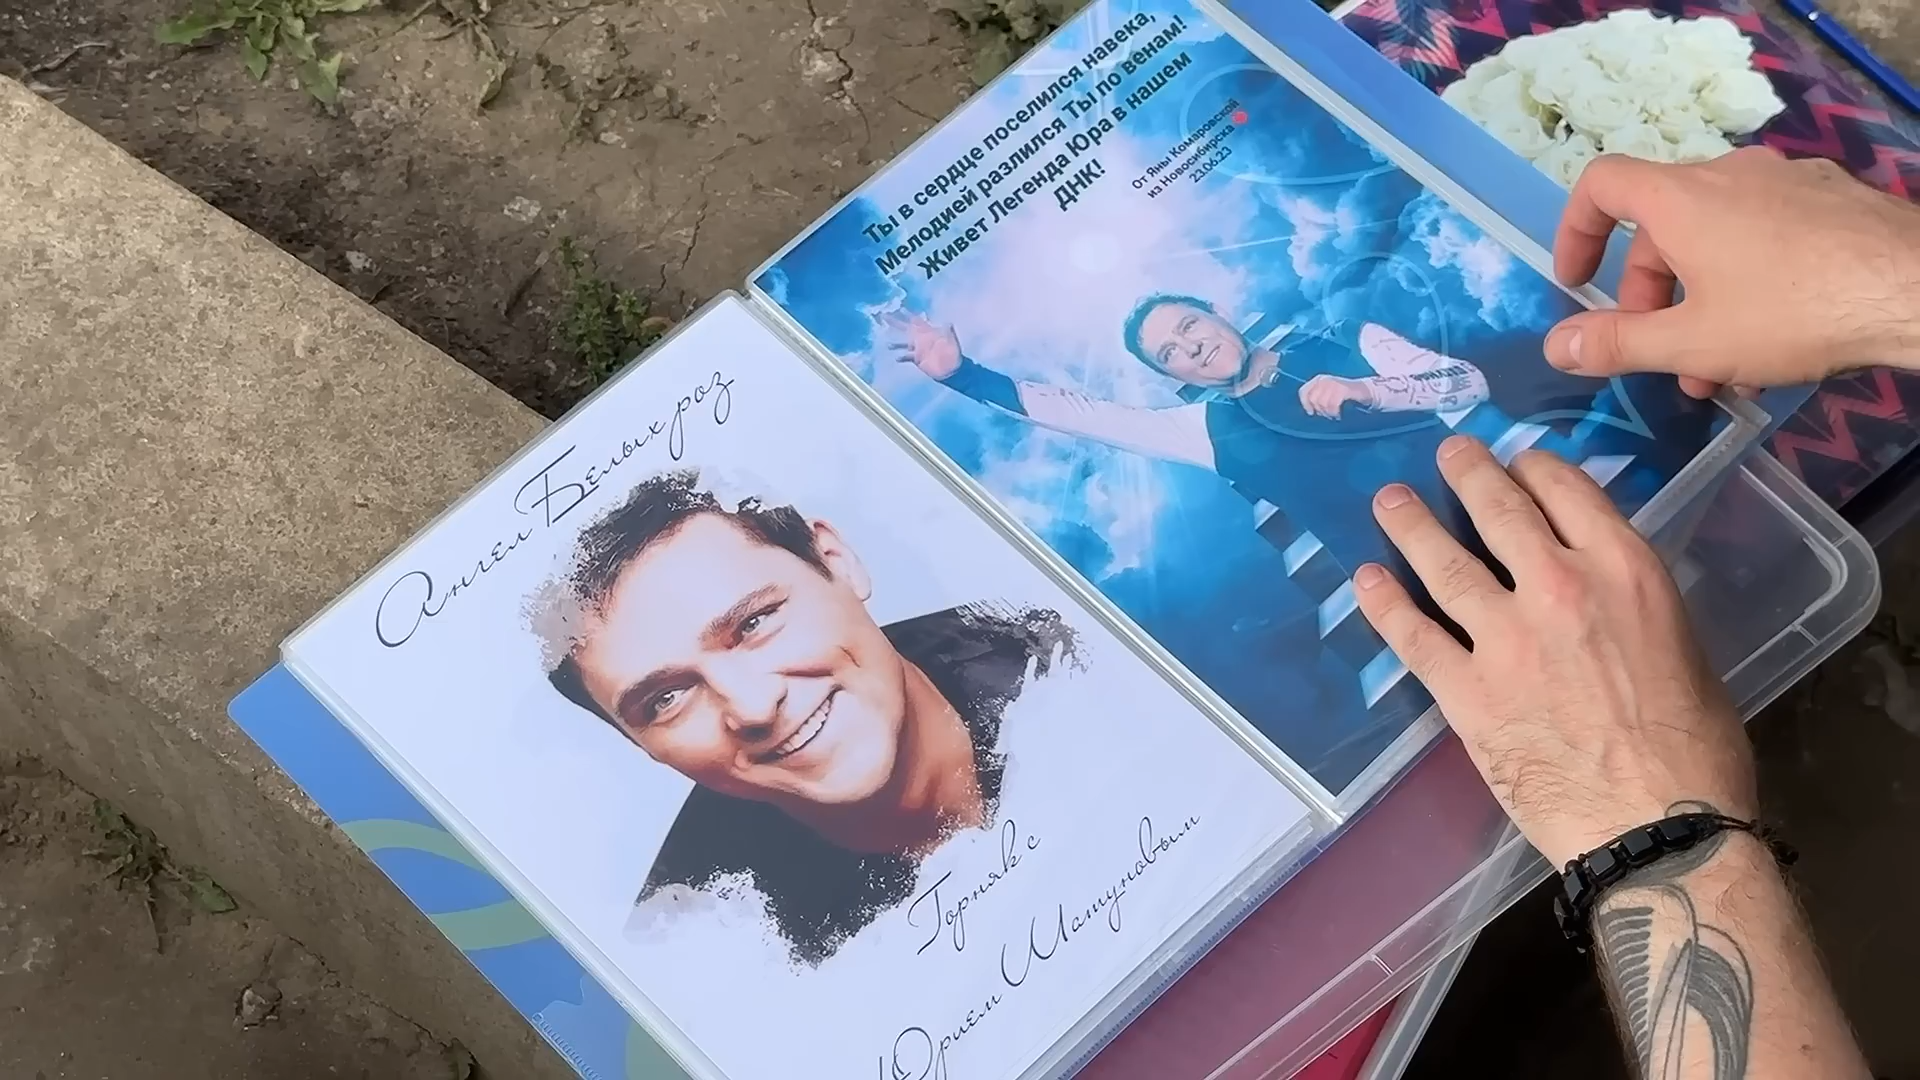 Ангел Белых роз
Горняк с
Юрием Шатуновым
Ты в сердце поселился навека,
Мелодией разлился Ты по венам!
Живет Легенда Юра в нашем
ДНК!
От Яны Комаровской
из Новосибирска
23.06.23